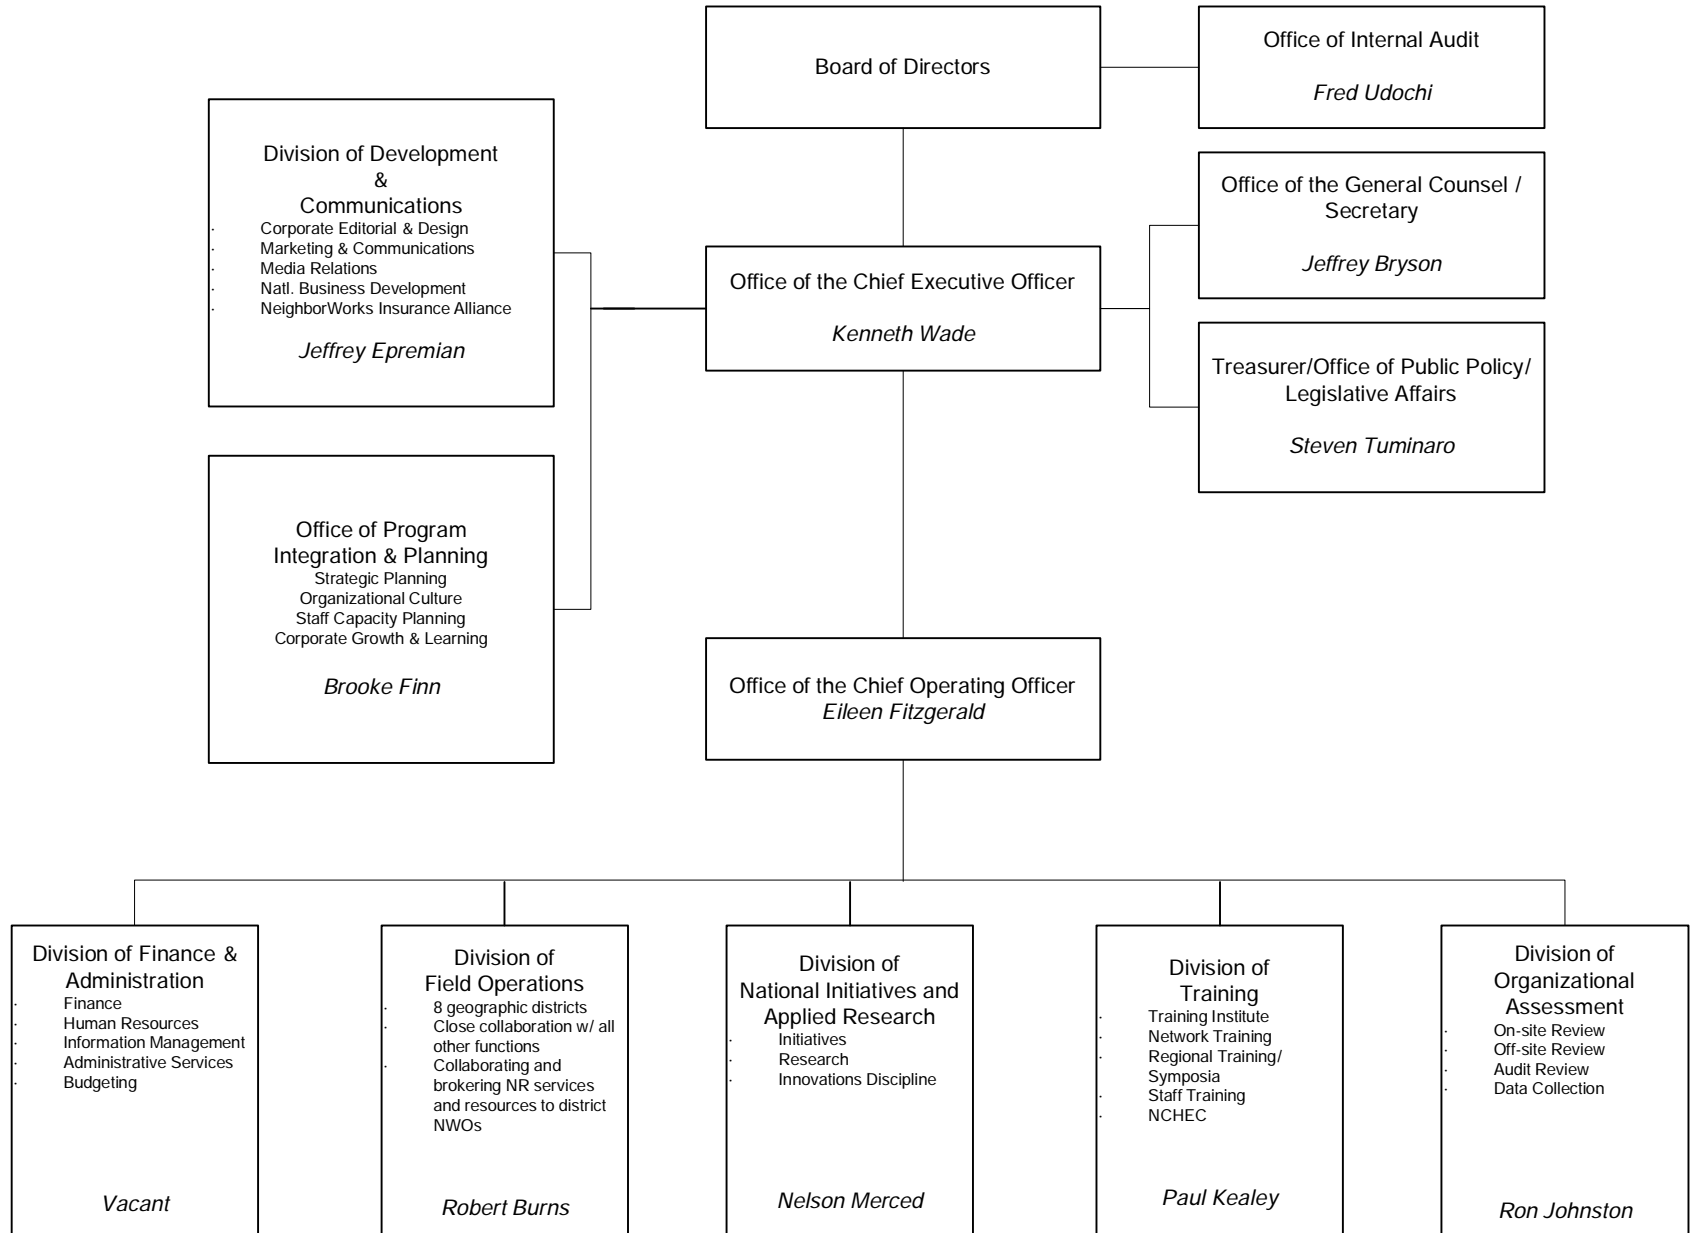 Board of Directors
Office of Internal Audit
Fred Udochi
Division of Development
&
Communications
· Corporate Editorial & Design
· Marketing & Communications
· Media Relations
· Natl. Business Development
· NeighborWorks Insurance Alliance
Jeffrey Epremian
Office of the General Counsel /
Secretary
Jeffrey Bryson
Office of the Chief Executive Officer
Kenneth Wade
Treasurer/Office of Public Policy/
Legislative Affairs
Steven Tuminaro
Office of Program
Integration & Planning
Strategic Planning
Organizational Culture
Staff Capacity Planning
Corporate Growth & Learning
Brooke Finn
Office of the Chief Operating Officer
Eileen Fitzgerald
Division of Finance &
Administration
· Finance
· Human Resources
· Information Management
· Administrative Services
· Budgeting
Vacant
Division of
Field Operations
· 8 geographic districts
· Close collaboration w/ all
other functions
· Collaborating and
brokering NR services
and resources to district
NWOs
Robert Burns
Division of
National Initiatives and
Applied Research
· Initiatives
· Research
· Innovations Discipline
Nelson Merced
Division of
Training
· Training Institute
· Network Training
· Regional Training/
Symposia
· Staff Training
· NCHEC
Paul Kealey
Division of
Organizational
Assessment
· On-site Review
· Off-site Review
· Audit Review
· Data Collection
Ron Johnston